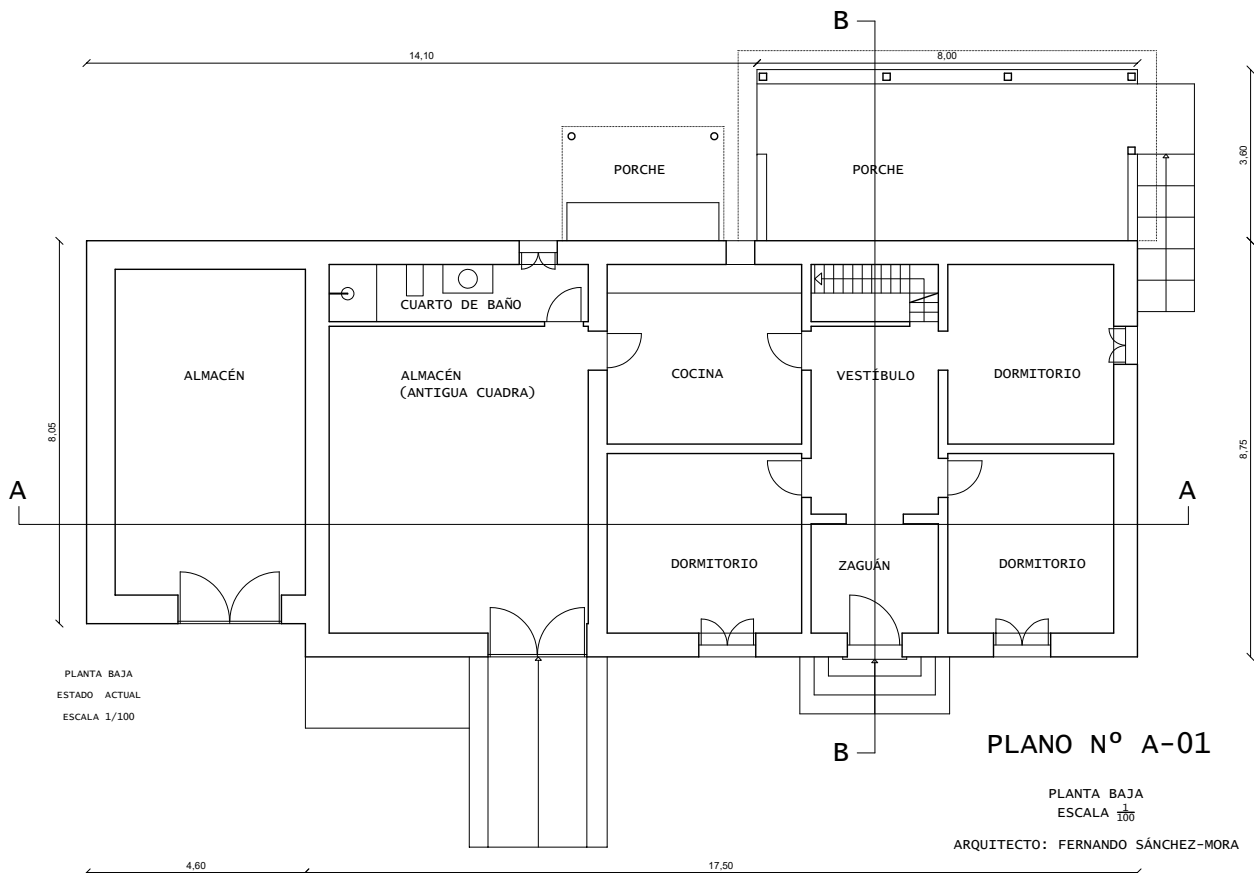 B
14,10
8,00
PORCHE
PORCHE
3,60
CUARTO DE BAÑO
ALMACÉN
ALMACÉN
(ANTIGUA CUADRA)
COCINA
VESTÍBULO
DORMITORIO
8,05
8,75
A
A
DORMITORIO
ZAGUÁN
DORMITORIO
PLANTA BAJA
ESTADO ACTUAL
ESCALA 1/100
B
PLANO Nº A-01
PLANTA BAJA
ESCALA 1/100
ARQUITECTO: FERNANDO SÁNCHEZ-MORA
4,60
17,50